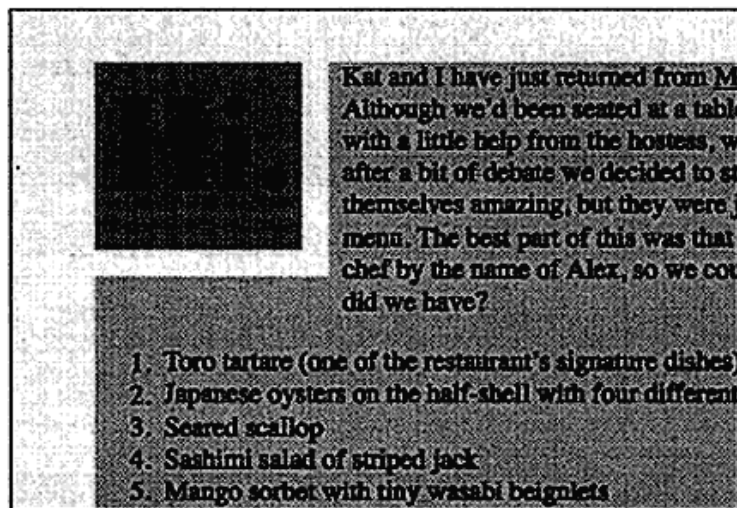 Kat and I have just returned from M
Although we'd been seated at a table
with a little help from the hostess, w
after a bit of debate we decided to st
themselves amazing, but they were j
menu. The best part of this was that
chef by the name of Alex, so we cou
did we have?
1. Toro tartare (one of the restaurant's signature dishes)
2. Japanese oysters on the half-shell with four different
3. Seared scallop
4. Sashimi salad of striped jack
5. Mango sorbet with tiny wasabi beignlets